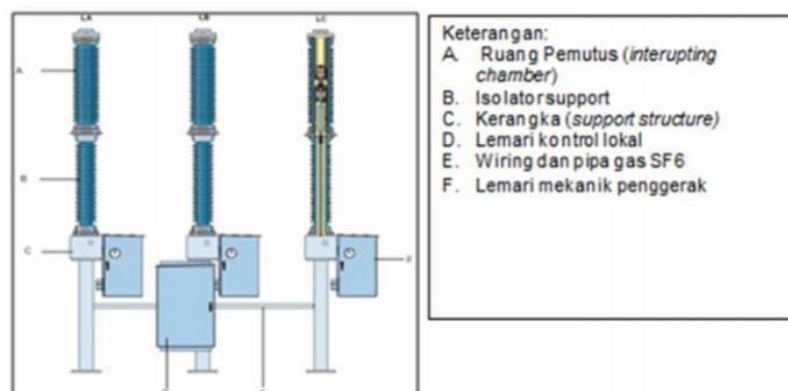 LA LB LC
A
B
C
F
Keterangan:
A. Ruang Pemutus (interupting
chamber)
B. Isolator support
C. Kerangka (support structure)
D. Lemari kontrol lokal
E. Wiring dan pipa gas SF6
F. Lemari mekanik penggerak